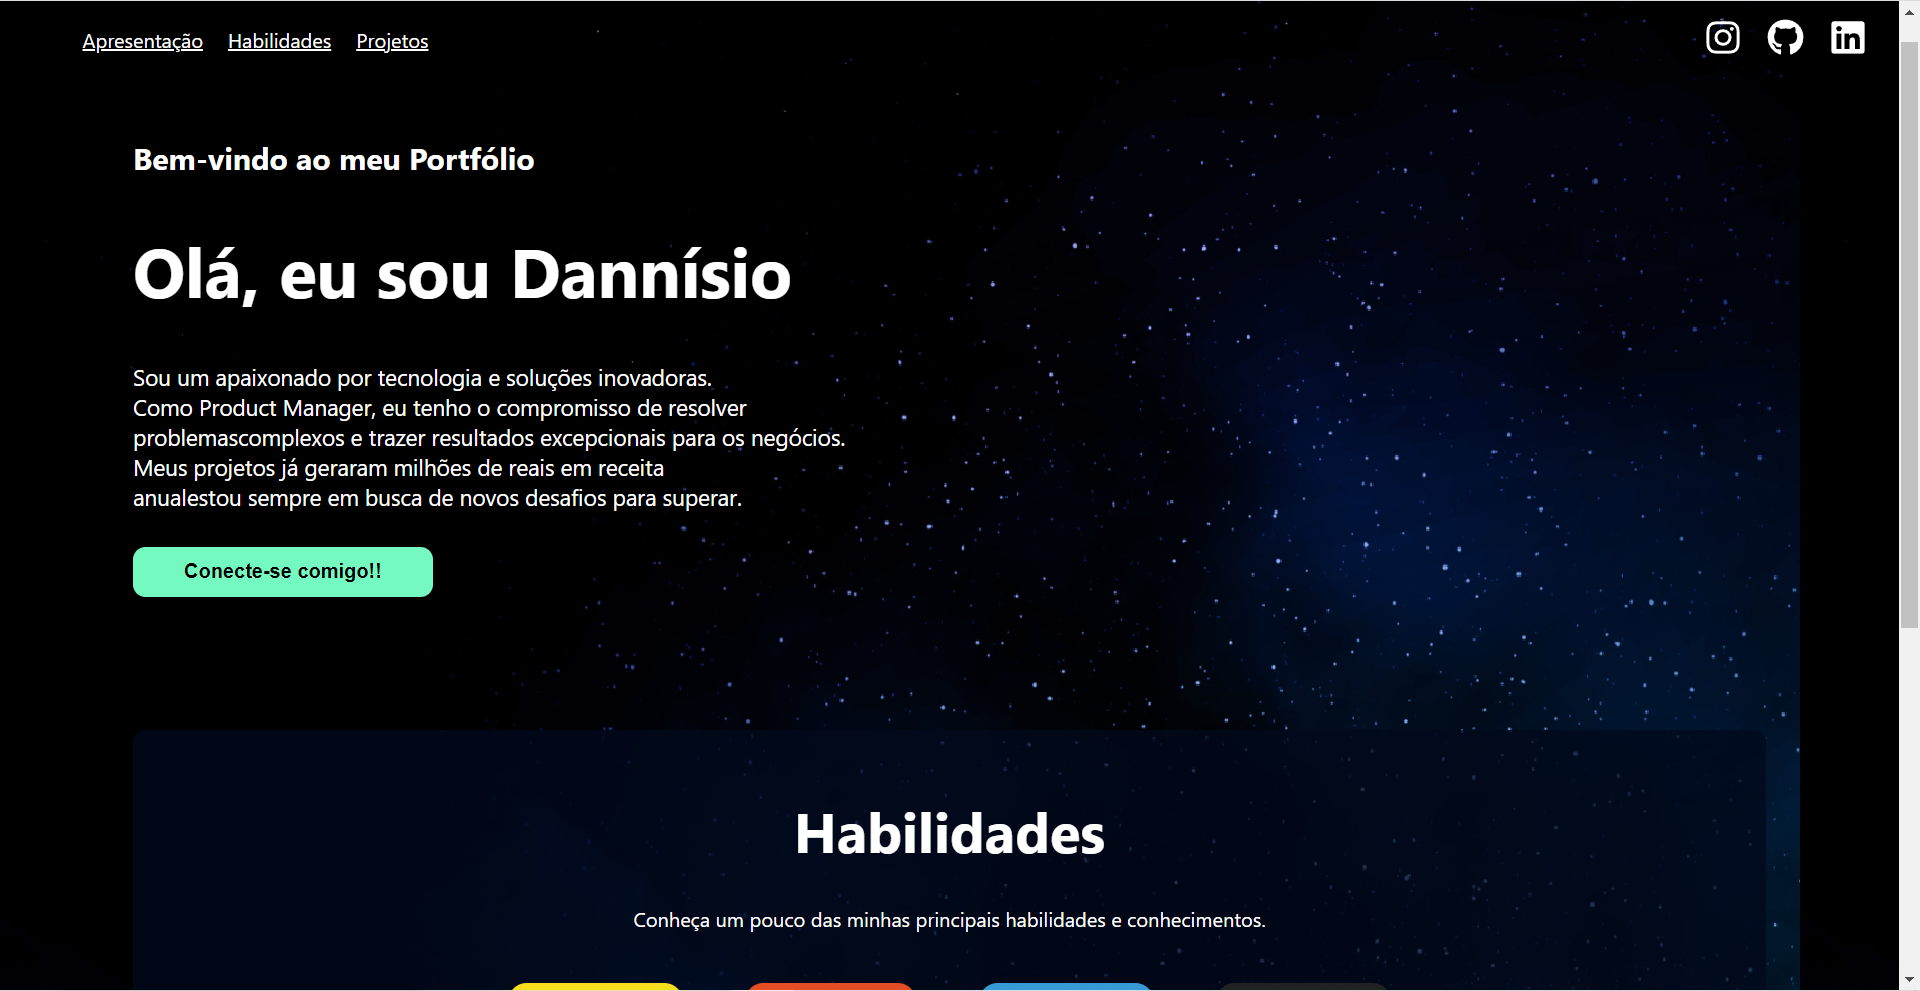 Apresentação Habilidades Projetos
Bem-vindo ao meu Portfólio
Olá, eu sou Dannísio
Sou um apaixonado por tecnologia e soluções inovadoras.
Como Product Manager, eu tenho o compromisso de resolver
problemascomplexos e trazer resultados excepcionais para os negócios.
Meus projetos já geraram milhões de reais em receita
anualestou sempre em busca de novos desafios para superar.
Conecte-se comigo!!
Habilidades
Conheça um pouco das minhas principais habilidades e conhecimentos.